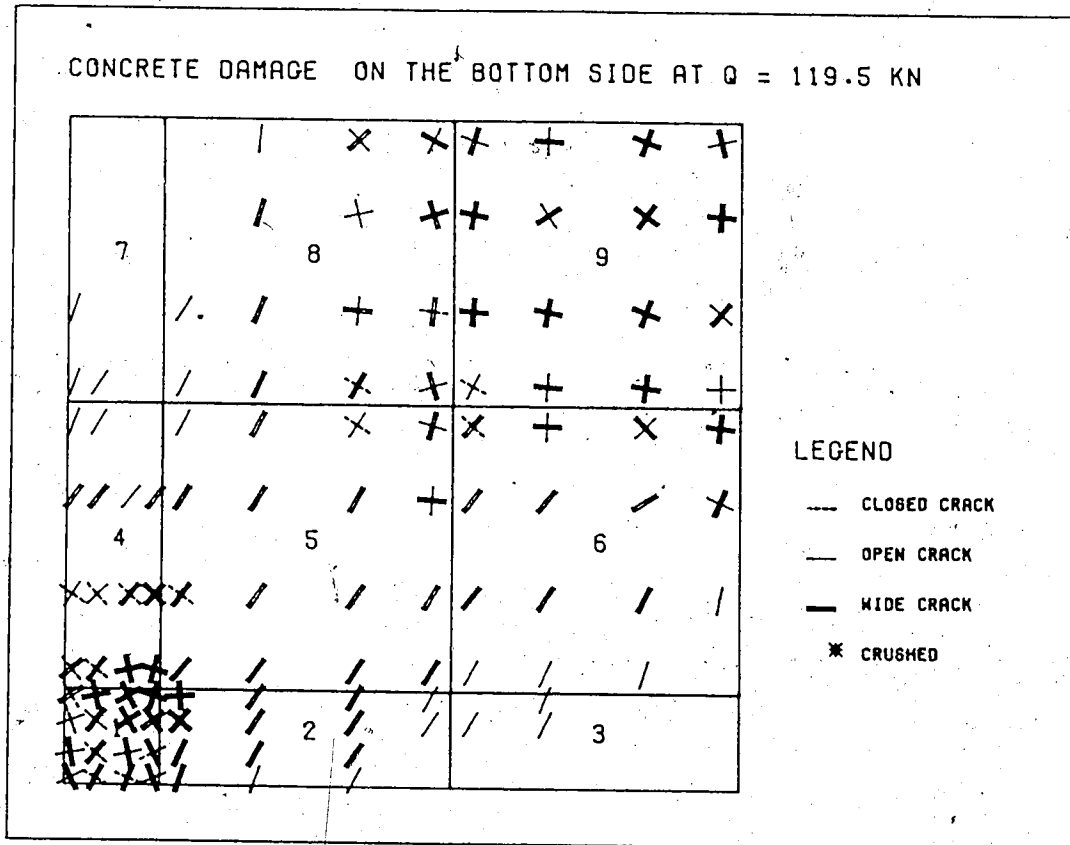 CONCRETE DAMAGE ON THE BOTTOM SIDE AT Q = 119.5 KN
7
8
9
4
5
6
2
3
LEGEND
CLOSED CRACK
OPEN CRACK
WIDE CRACK
CRUSHED